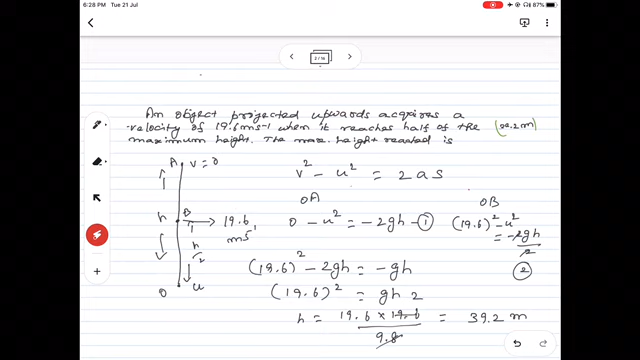 6:28 PM Tue 21 Jul
87%
2 / 16
An object projected upwards acquires a
velocity of 19.6 ms⁻¹ when it reaches half of the
maximum height. The max. height reached is
A v = 0
v² - u² = 2as
OA
OB
h
B
19.6
ms⁻¹
h/2
0 - u² = -2gh - ①
(19.6)² - u²
= -2gh/2
②
O u
(19.6)² - 2gh = -gh
(19.6)² = gh 2
h = 19.6 × 19.6 / 9.8 = 39.2 m